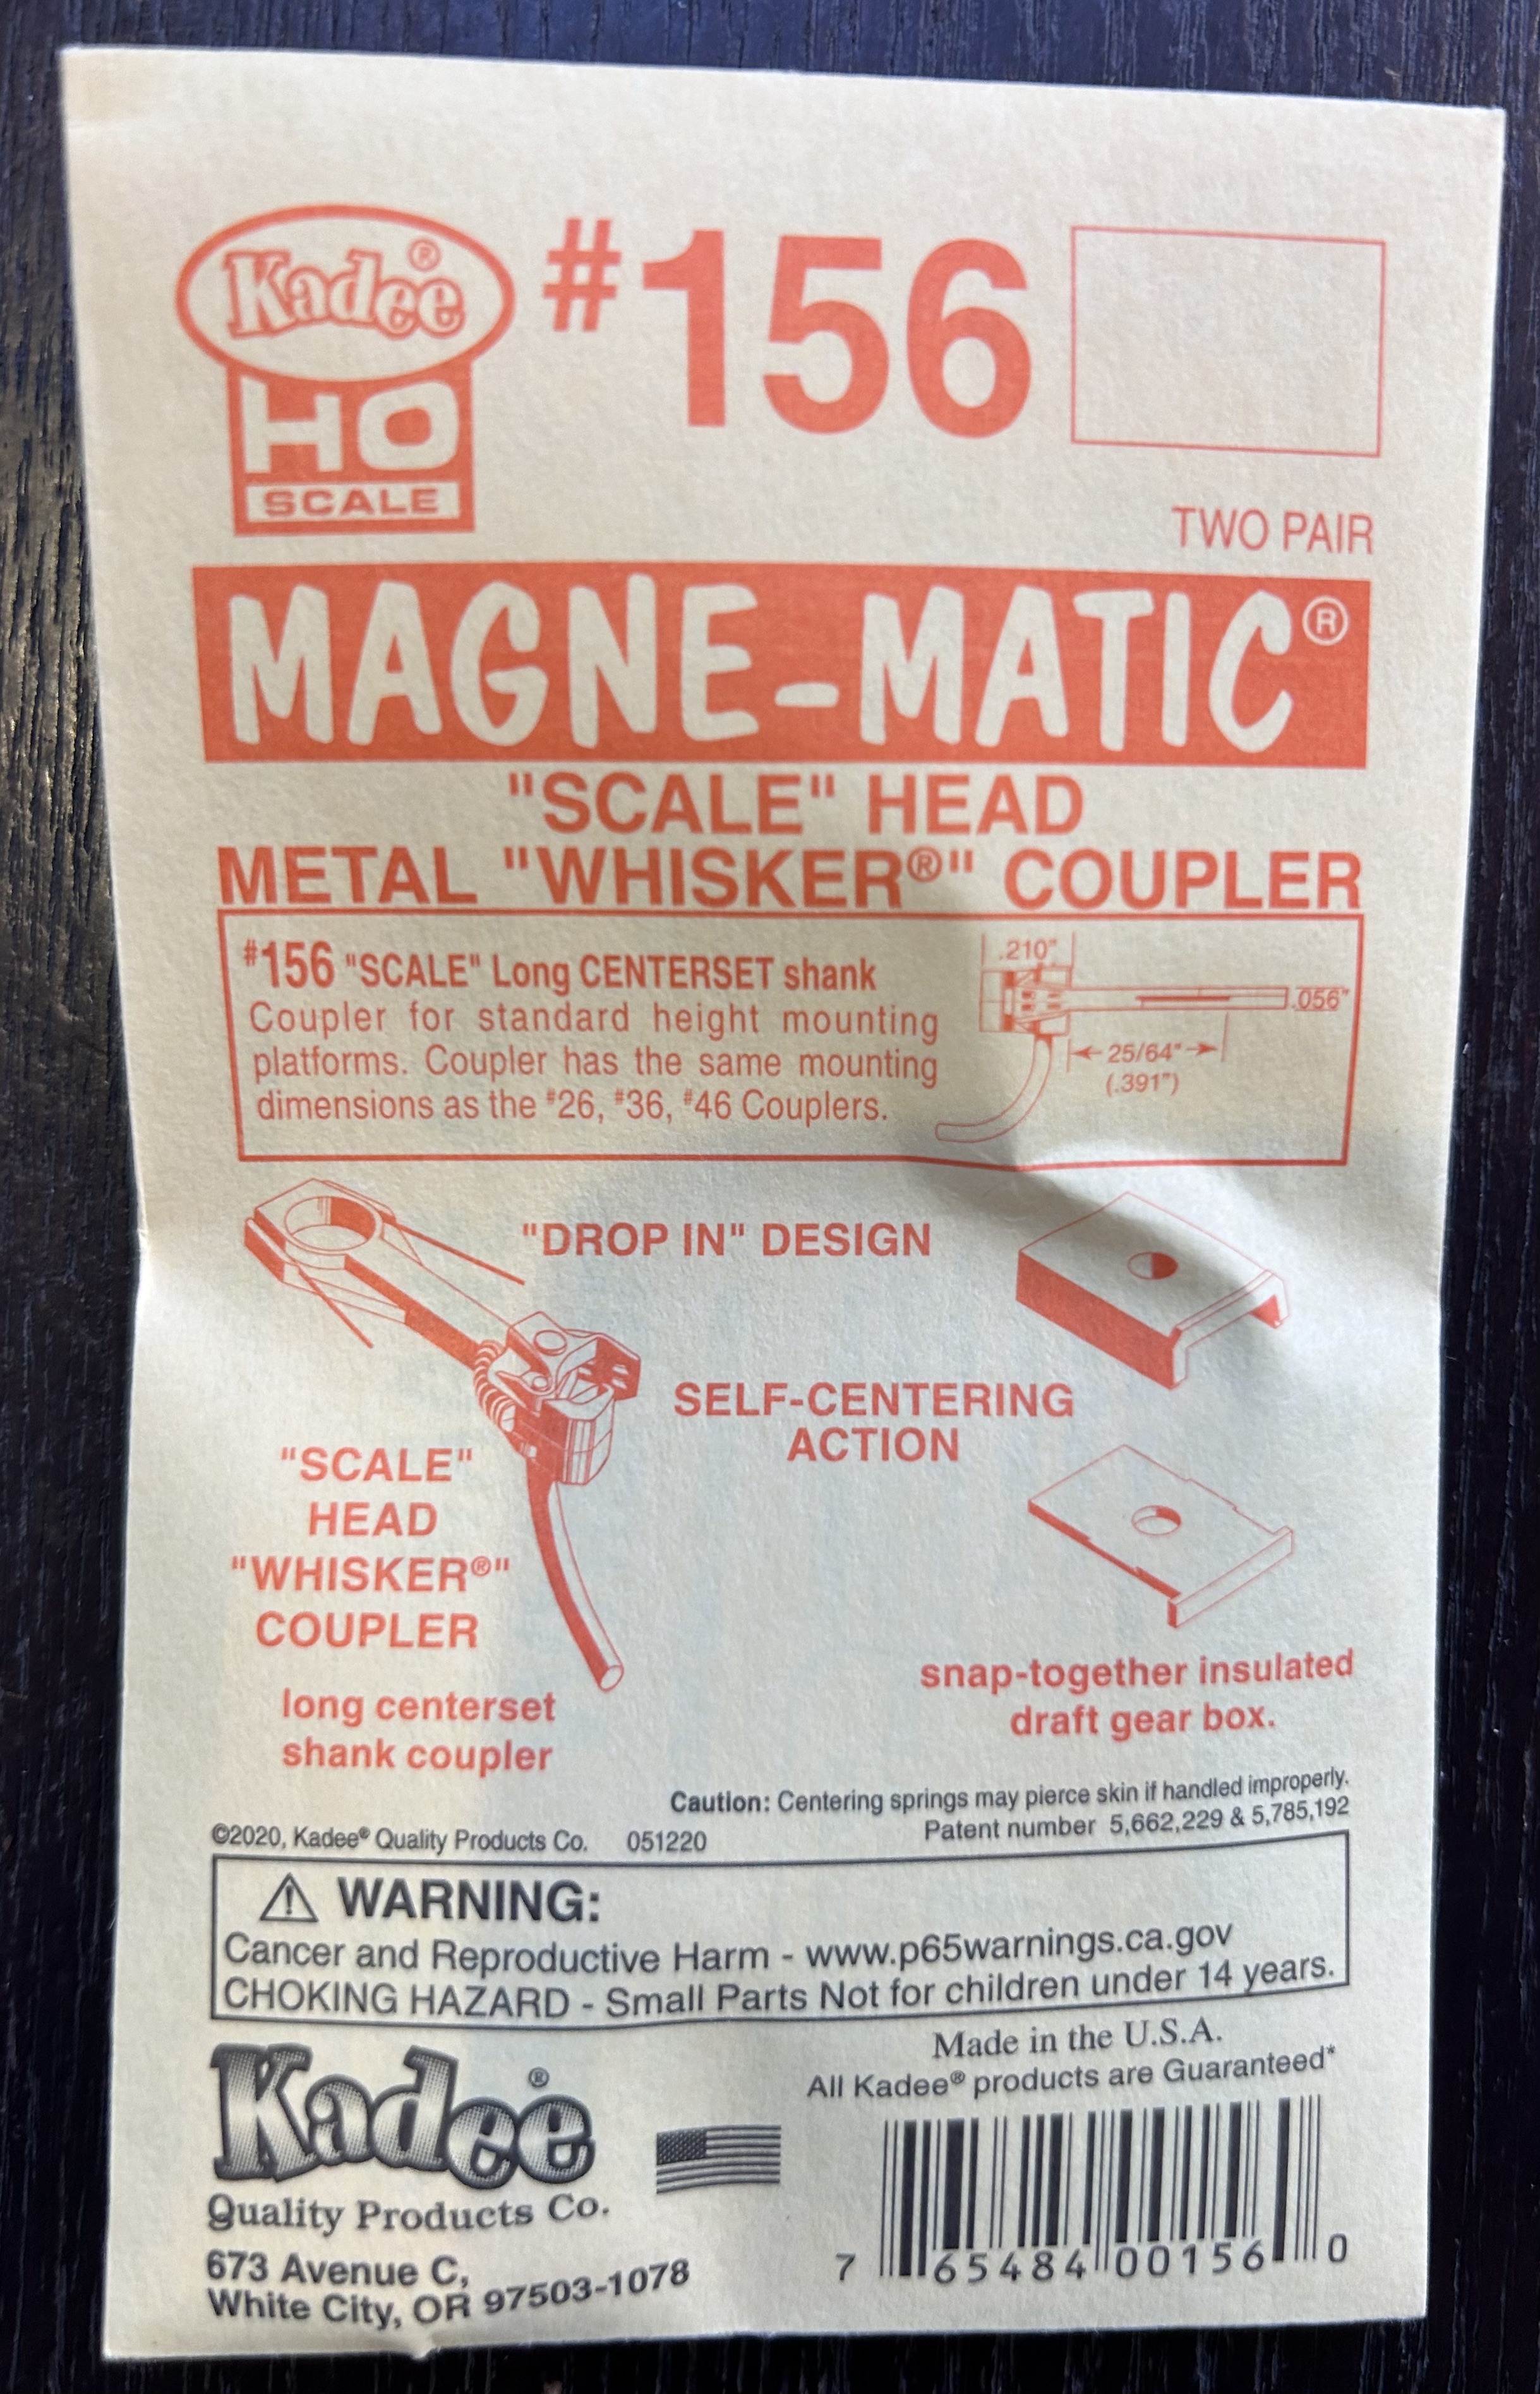 Kadee®
HO
SCALE
#156
TWO PAIR
MAGNE-MATIC®
"SCALE" HEAD
METAL "WHISKER®" COUPLER
#156 "SCALE" Long CENTERSET shank
Coupler for standard height mounting
platforms. Coupler has the same mounting
dimensions as the #26, #36, #46 Couplers.
.210"
.056"
25/64"
(.391")
"DROP IN" DESIGN
SELF-CENTERING
ACTION
"SCALE"
HEAD
"WHISKER®"
COUPLER
long centerset
shank coupler
snap-together insulated
draft gear box.
Caution: Centering springs may pierce skin if handled improperly.
Patent number 5,662,229 & 5,785,192
©2020, Kadee® Quality Products Co. 051220
⚠ WARNING:
Cancer and Reproductive Harm - www.p65warnings.ca.gov
CHOKING HAZARD - Small Parts Not for children under 14 years.
Made in the U.S.A.
All Kadee® products are Guaranteed*
Kadee®
Quality Products Co.
673 Avenue C,
White City, OR 97503-1078
7 65484 00156 0